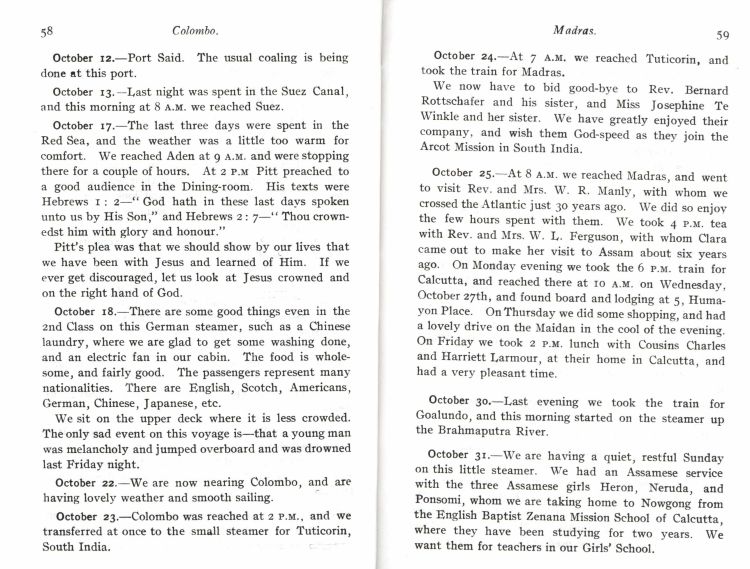 58 Colombo.
October 12.—Port Said. The usual coaling is being
done at this port.
October 13.—Last night was spent in the Suez Canal,
and this morning at 8 A.M. we reached Suez.
October 17.—The last three days were spent in the
Red Sea, and the weather was a little too warm for
comfort. We reached Aden at 9 A.M. and were stopping
there for a couple of hours. At 2 P.M Pitt preached to
a good audience in the Dining-room. His texts were
Hebrews 1 : 2—“ God hath in these last days spoken
unto us by His Son,” and Hebrews 2 : 7—“ Thou crown-
edst him with glory and honour.”
Pitt's plea was that we should show by our lives that
we have been with Jesus and learned of Him. If we
ever get discouraged, let us look at Jesus crowned and
on the right hand of God.
October 18.—There are some good things even in the
2nd Class on this German steamer, such as a Chinese
laundry, where we are glad to get some washing done,
and an electric fan in our cabin. The food is whole-
some, and fairly good. The passengers represent many
nationalities. There are English, Scotch, Americans,
German, Chinese, Japanese, etc.
We sit on the upper deck where it is less crowded.
The only sad event on this voyage is—that a young man
was melancholy and jumped overboard and was drowned
last Friday night.
October 22.—We are now nearing Colombo, and are
having lovely weather and smooth sailing.
October 23.—Colombo was reached at 2 P.M., and we
transferred at once to the small steamer for Tuticorin,
South India.
Madras. 59
October 24.—At 7 A.M. we reached Tuticorin, and
took the train for Madras.
We now have to bid good-bye to Rev. Bernard
Rottschafer and his sister, and Miss Josephine Te
Winkle and her sister. We have greatly enjoyed their
company, and wish them God-speed as they join the
Arcot Mission in South India.
October 25.—At 8 A.M. we reached Madras, and went
to visit Rev. and Mrs. W. R. Manly, with whom we
crossed the Atlantic just 30 years ago. We did so enjoy
the few hours spent with them. We took 4 P.M. tea
with Rev. and Mrs. W. L. Ferguson, with whom Clara
came out to make her visit to Assam about six years
ago. On Monday evening we took the 6 P.M. train for
Calcutta, and reached there at 10 A.M. on Wednesday,
October 27th, and found board and lodging at 5, Huma-
yon Place. On Thursday we did some shopping, and had
a lovely drive on the Maidan in the cool of the evening.
On Friday we took 2 P.M. lunch with Cousins Charles
and Harriett Larmour, at their home in Calcutta, and
had a very pleasant time.
October 30.—Last evening we took the train for
Goalundo, and this morning started on the steamer up
the Brahmaputra River.
October 31.—We are having a quiet, restful Sunday
on this little steamer. We had an Assamese service
with the three Assamese girls Heron, Neruda, and
Ponsomi, whom we are taking home to Nowgong from
the English Baptist Zenana Mission School of Calcutta,
where they have been studying for two years. We
want them for teachers in our Girls' School.